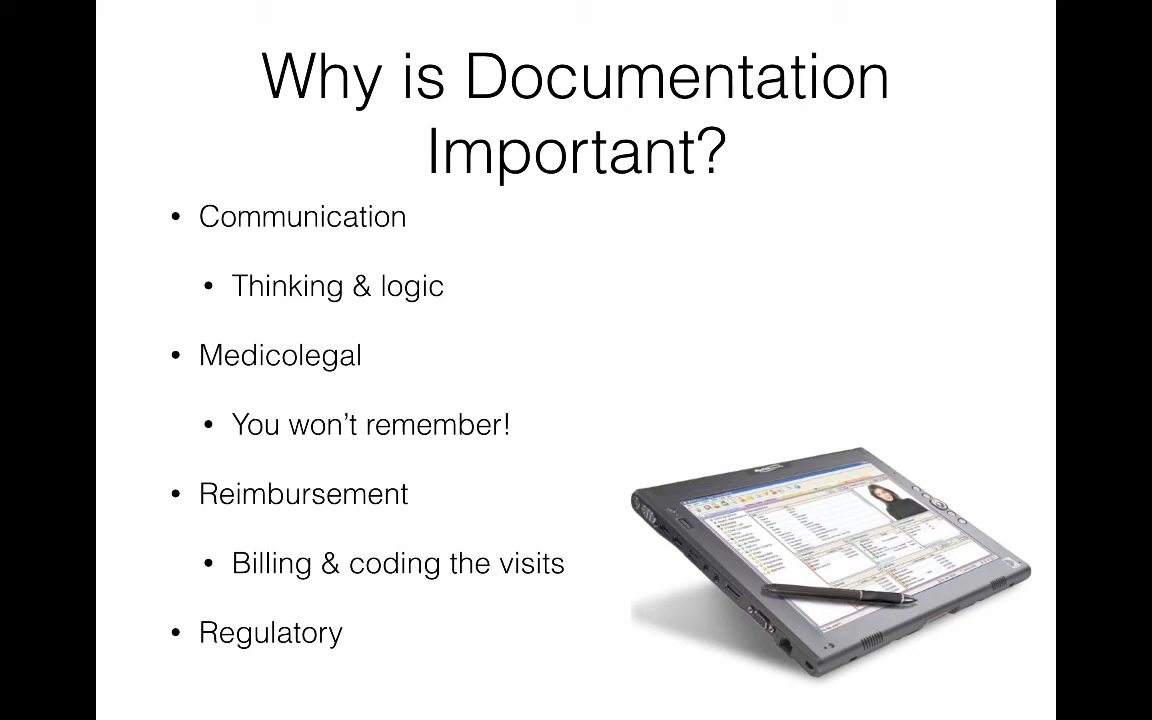 Why is Documentation
Important?
• Communication
• Thinking & logic
• Medicolegal
• You won’t remember!
• Reimbursement
• Billing & coding the visits
• Regulatory